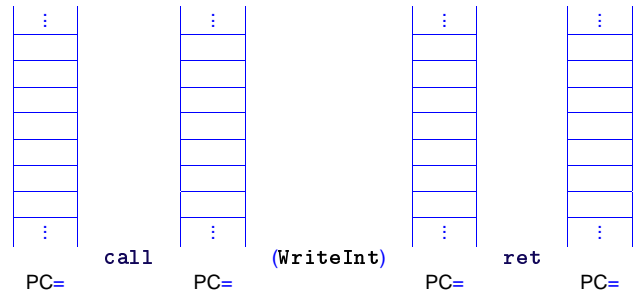 ⋮ ⋮ ⋮ ⋮
⋮ ⋮ ⋮ ⋮
call (WriteInt) ret
PC= PC= PC= PC=